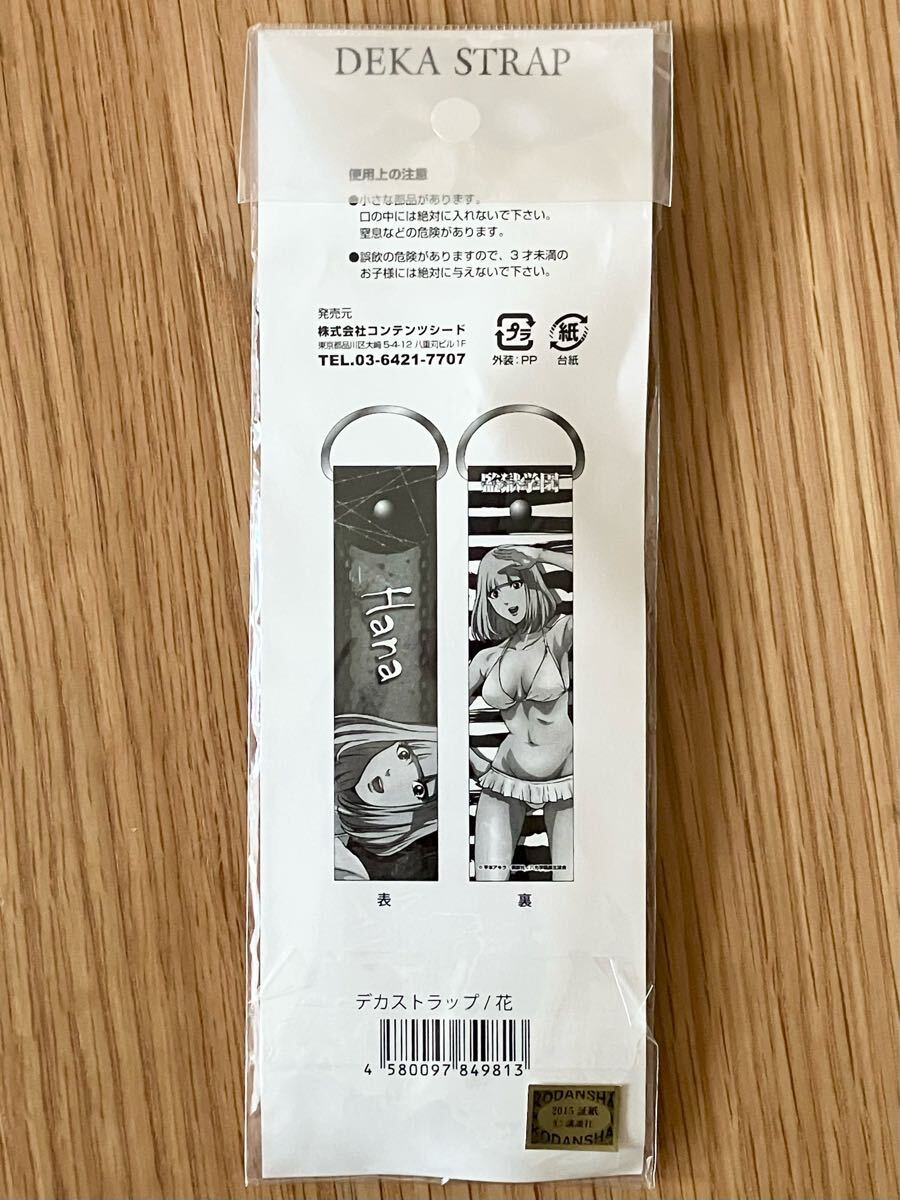 DEKA STRAP
使用上の注意
●小さな部品があります。
口の中には絶対に入れないで下さい。
窒息などの危険があります。
●誤飲の危険がありますので、3才未満の
お子様には絶対に与えないで下さい。
発売元
株式会社コンテンツシード
東京都品川区大崎5-4-12 八重苅ビル1F
TEL.03-6421-7707
プラ
外装:PP
紙
台紙
監獄学園
Hana
表
裏
デカストラップ/花
4 580097 849813
KODANSHA
2015 証紙
©講談社
KODANSHA